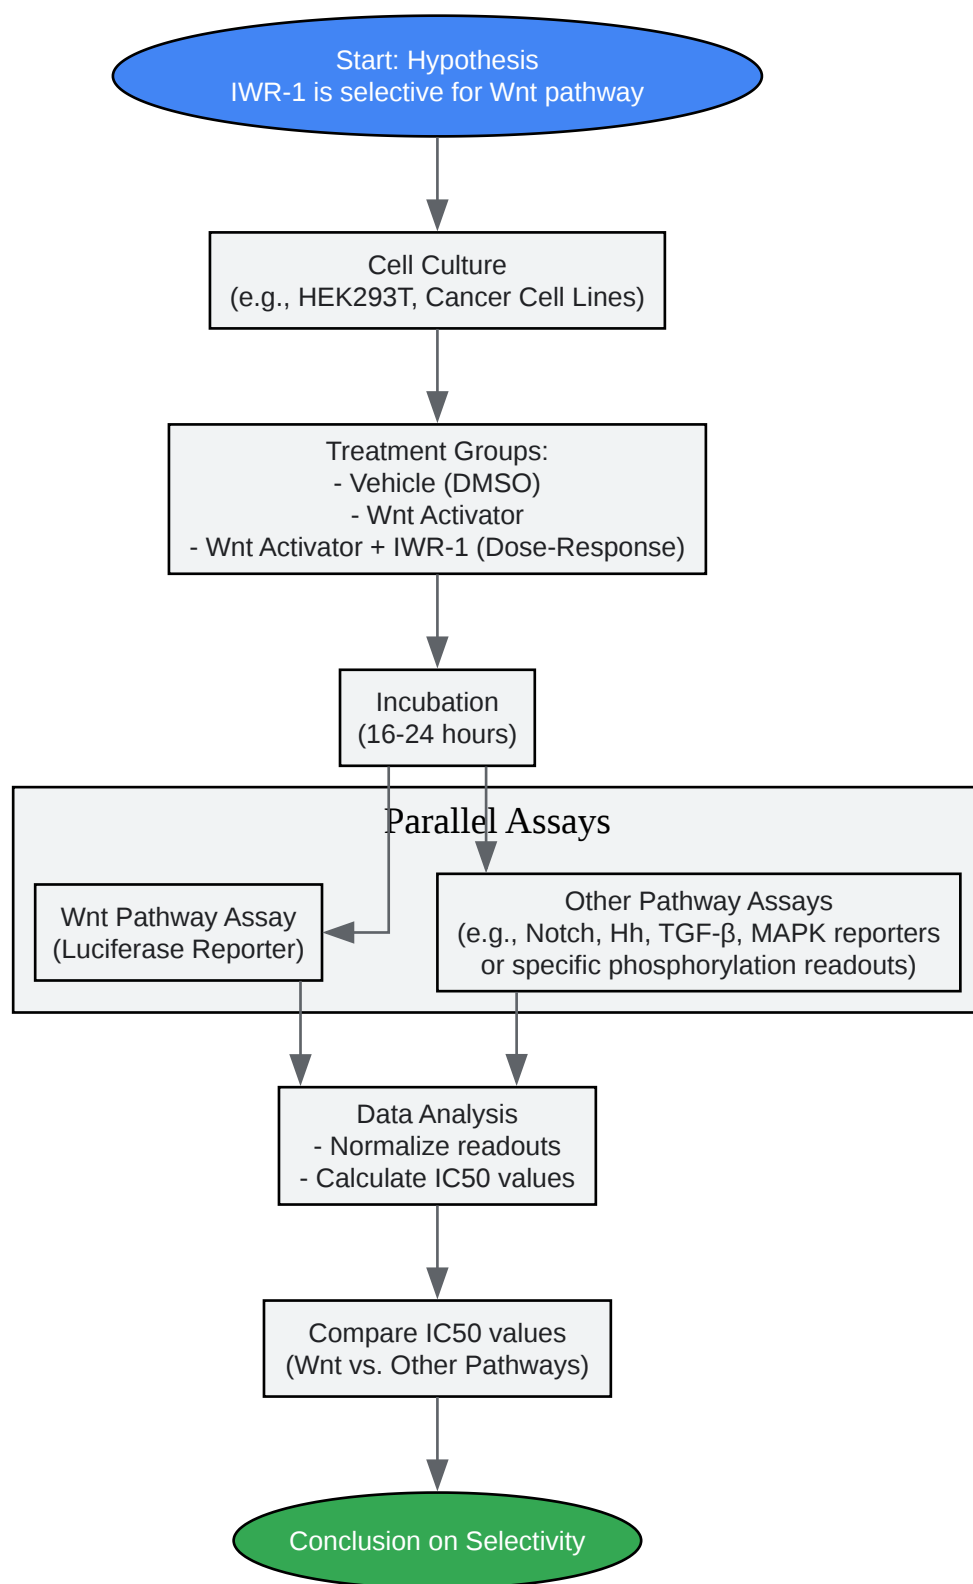 Start: Hypothesis
IWR-1 is selective for Wnt pathway
Cell Culture
(e.g., HEK293T, Cancer Cell Lines)
Treatment Groups:
- Vehicle (DMSO)
- Wnt Activator
- Wnt Activator + IWR-1 (Dose-Response)
Incubation
(16-24 hours)
Parallel Assays
Wnt Pathway Assay
(Luciferase Reporter)
Other Pathway Assays
(e.g., Notch, Hh, TGF-β, MAPK reporters
or specific phosphorylation readouts)
Data Analysis
- Normalize readouts
- Calculate IC50 values
Compare IC50 values
(Wnt vs. Other Pathways)
Conclusion on Selectivity